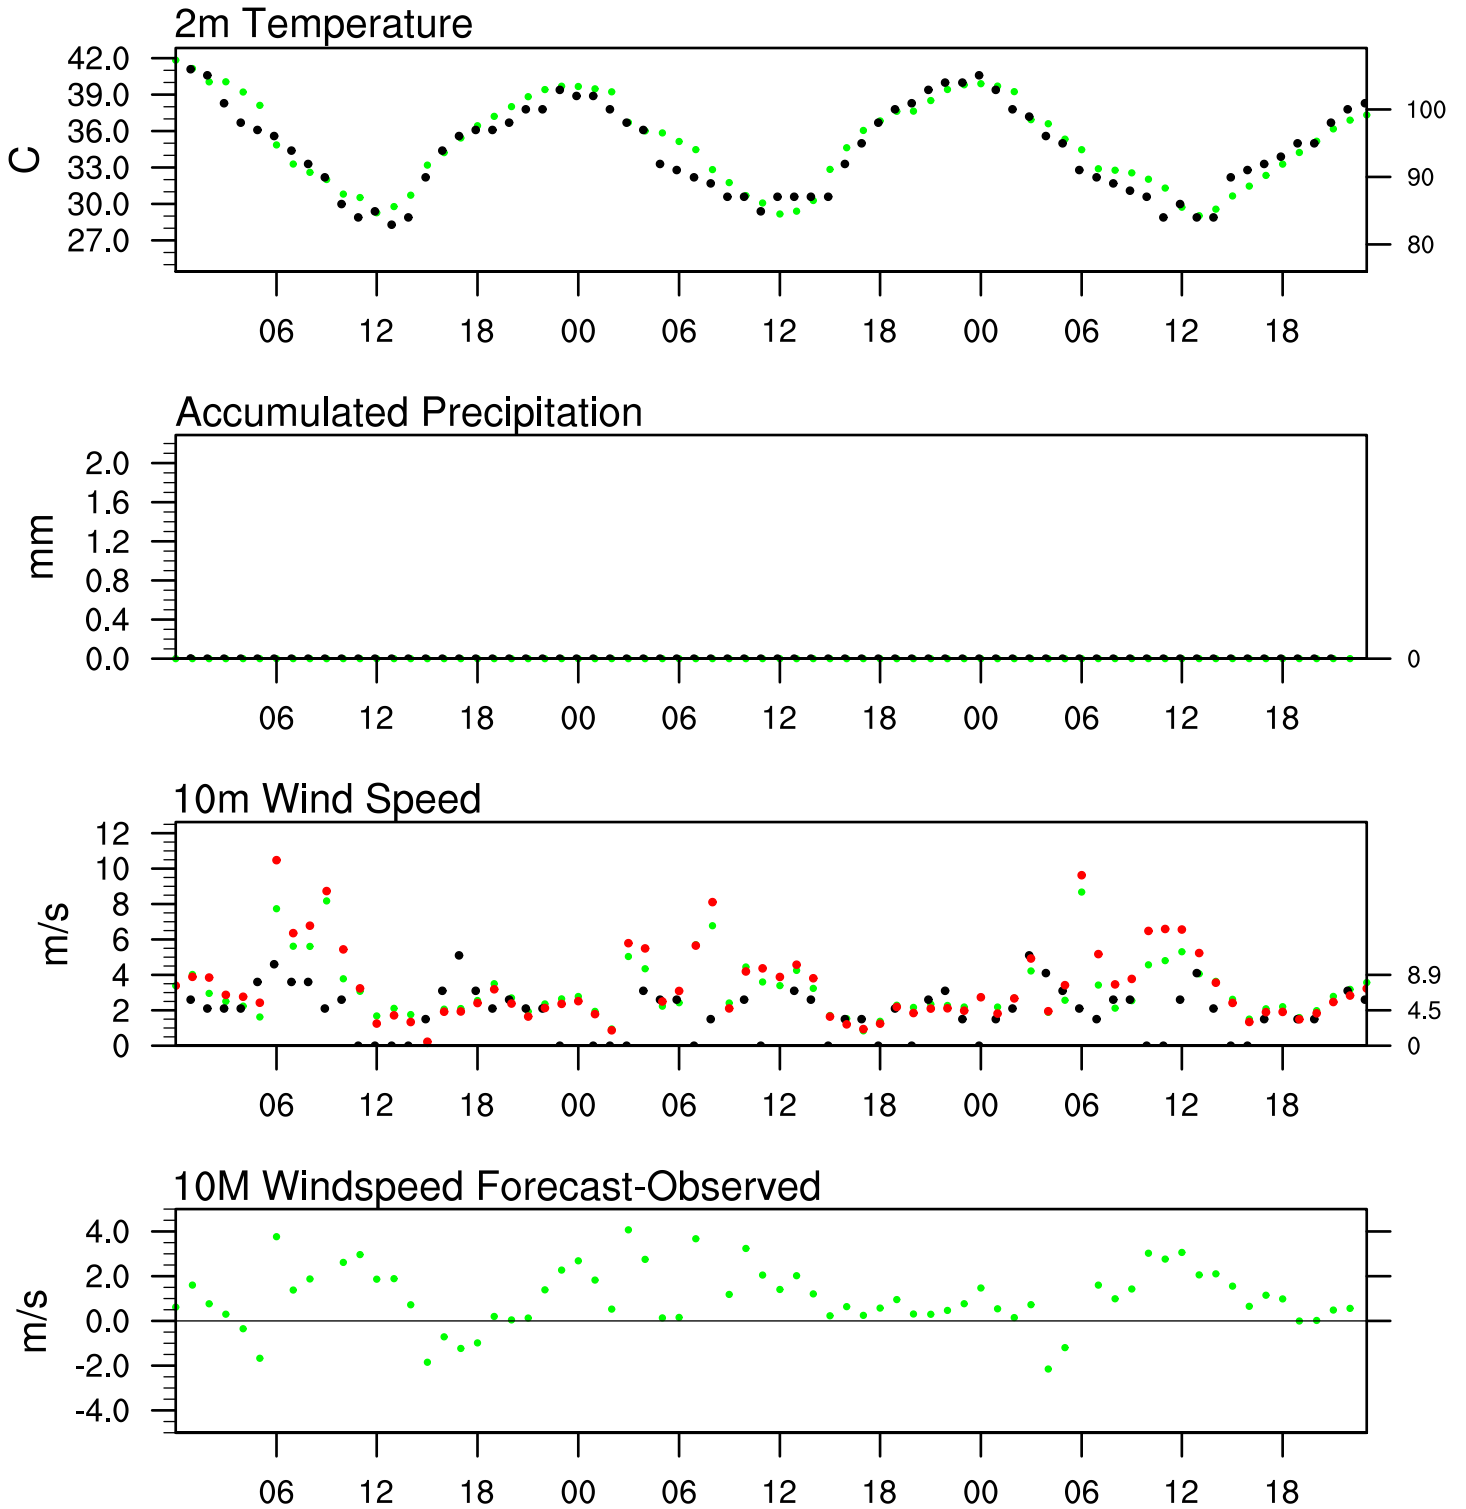 2m Temperature
42.0
39.0
36.0
33.0
30.0
27.0
C
100
90
80
06 12 18 00 06 12 18 00 06 12 18
Accumulated Precipitation
2.0
1.6
1.2
0.8
0.4
0.0
mm
0
06 12 18 00 06 12 18 00 06 12 18
10m Wind Speed
12
10
8
6
4
2
0
m/s
8.9
4.5
0
06 12 18 00 06 12 18 00 06 12 18
10M Windspeed Forecast-Observed
4.0
2.0
0.0
-2.0
-4.0
m/s
06 12 18 00 06 12 18 00 06 12 18